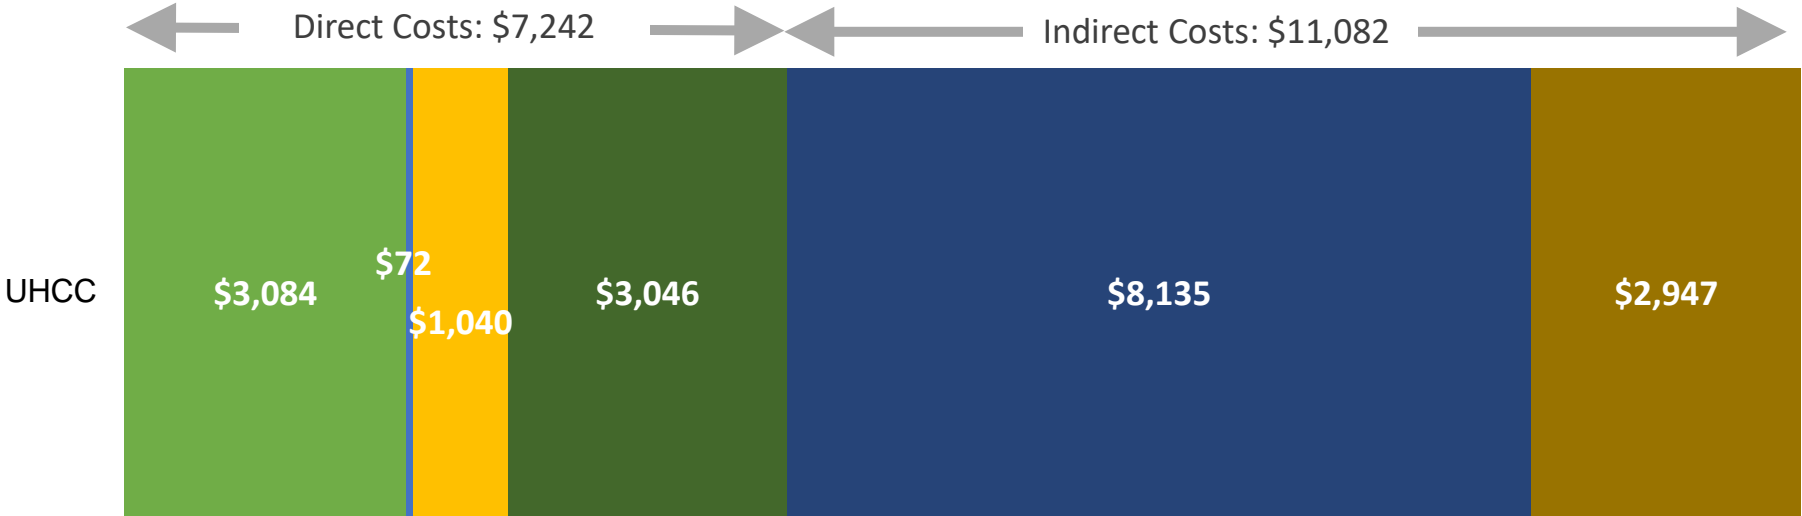 Direct Costs: $7,242
Indirect Costs: $11,082
UHCC
$3,084
$72
$1,040
$3,046
$8,135
$2,947